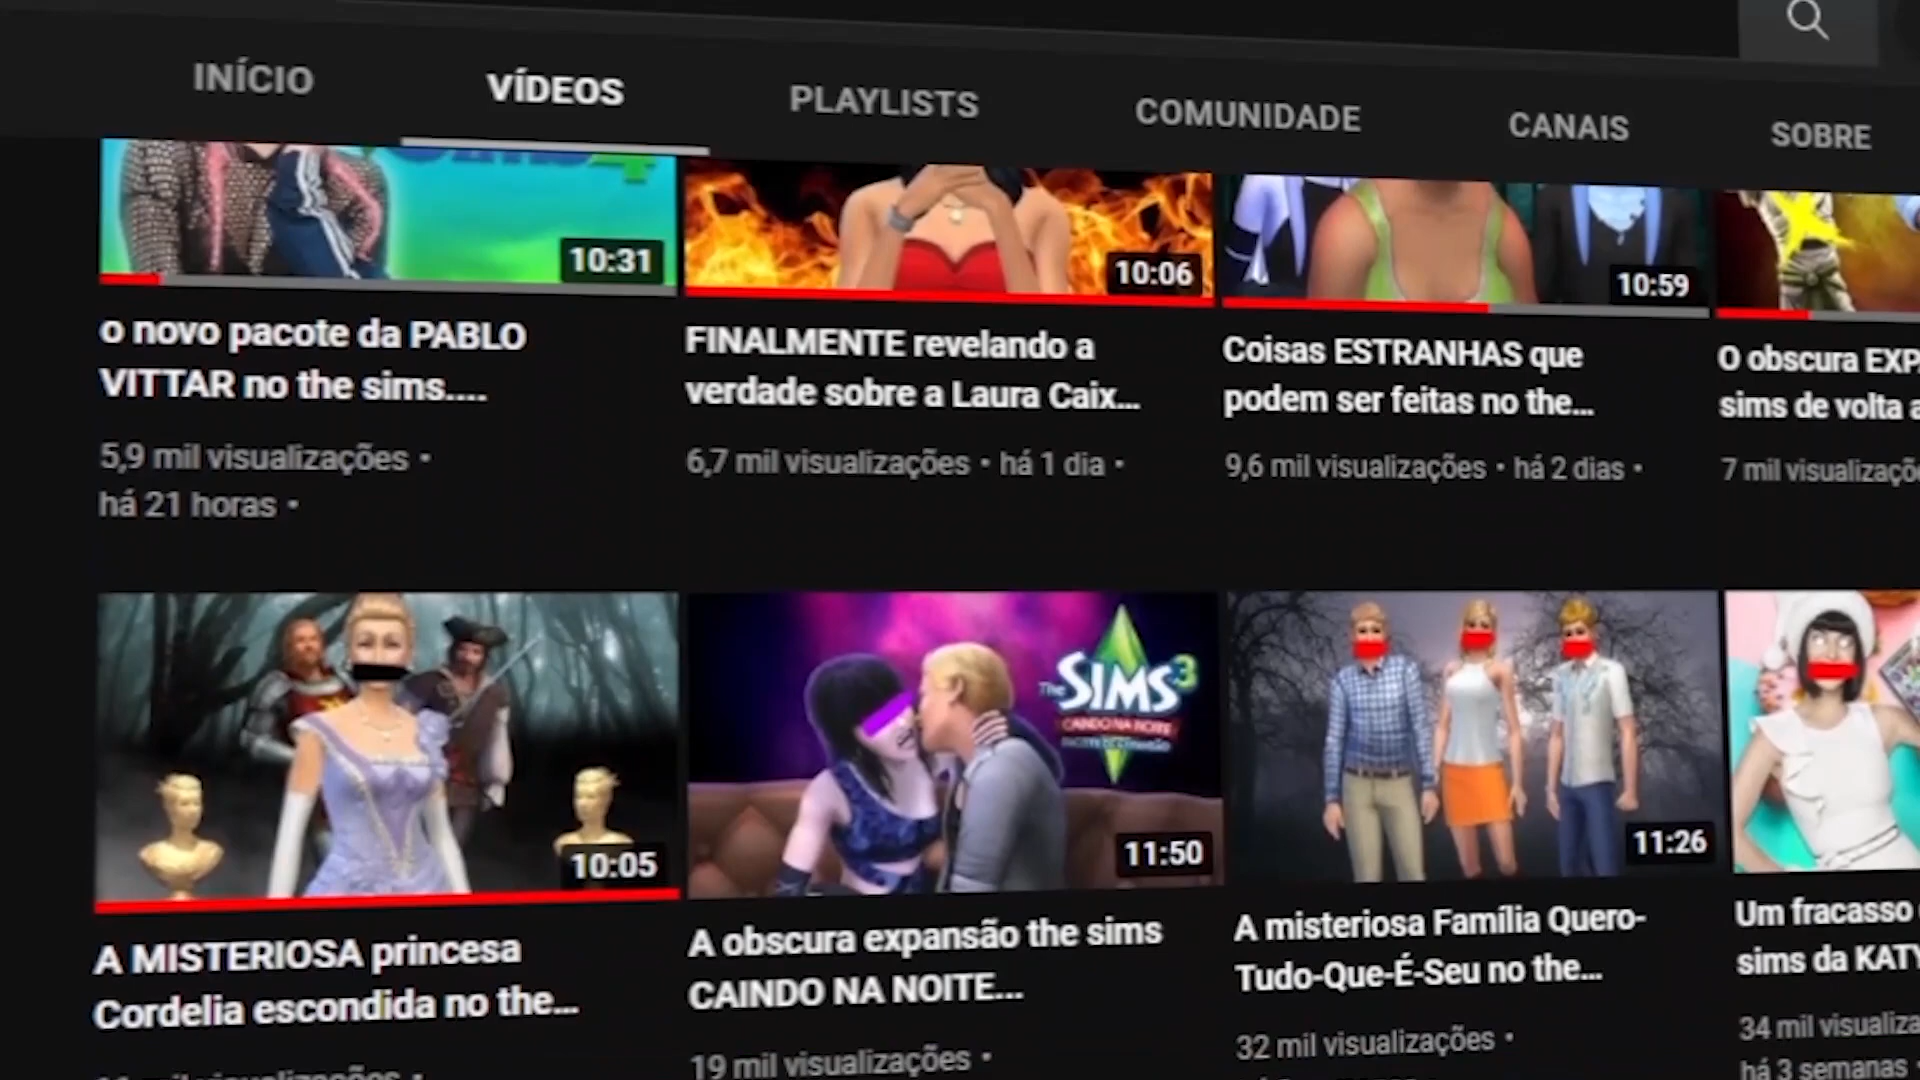 INÍCIO
VÍDEOS
PLAYLISTS
COMUNIDADE
CANAIS
SOBRE
10:31
10:06
10:59
o novo pacote da PABLO
VITTAR no the sims....
5,9 mil visualizações •
há 21 horas •
FINALMENTE revelando a
verdade sobre a Laura Caix...
6,7 mil visualizações • há 1 dia •
Coisas ESTRANHAS que
podem ser feitas no the...
9,6 mil visualizações • há 2 dias •
O obscura EXP
sims de volta a
7 mil visualizaçõ
The SIMS 3
CAINDO NA NOITE
10:05
11:50
11:26
A MISTERIOSA princesa
Cordelia escondida no the...
A obscura expansão the sims
CAINDO NA NOITE...
19 mil visualizações •
A misteriosa Família Quero-
Tudo-Que-É-Seu no the...
32 mil visualizações •
Um fracasso
sims da KATY
34 mil visualiza
há 3 semanas